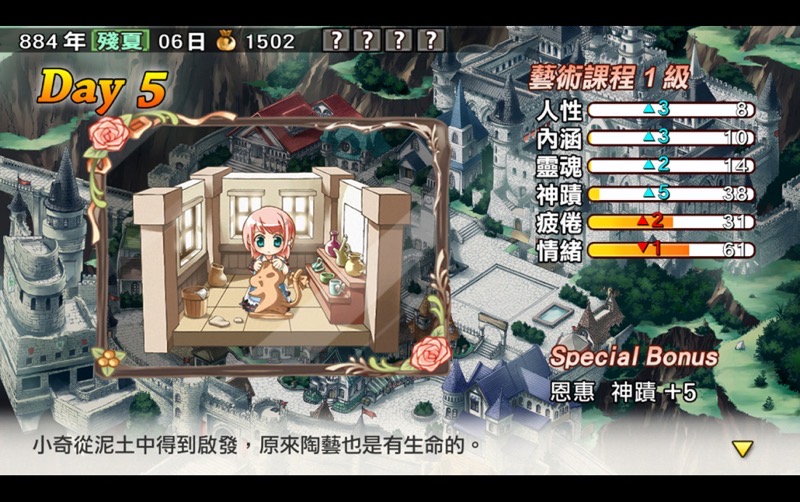 884 年 殘夏 06日 1502 ? ? ? ?
Day 5
藝術課程 1 級
人性 ▲3 8
內涵 ▲3 10
靈魂 ▲2 14
神蹟 ▲5 38
疲倦 ▲2 31
情緒 ▼1 61
Special Bonus
恩惠 神蹟 +5
小奇從泥土中得到啟發，原來陶藝也是有生命的。